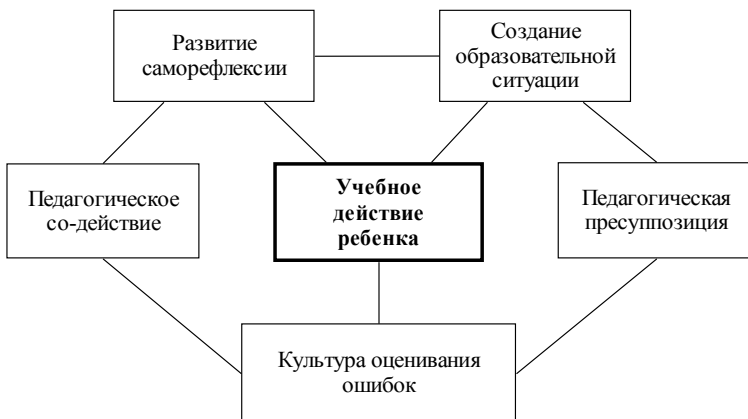 Развитие
саморефлексии
Создание
образовательной
ситуации
Педагогическое
со-действие
Учебное
действие
ребенка
Педагогическая
пресуппозиция
Культура оценивания
ошибок